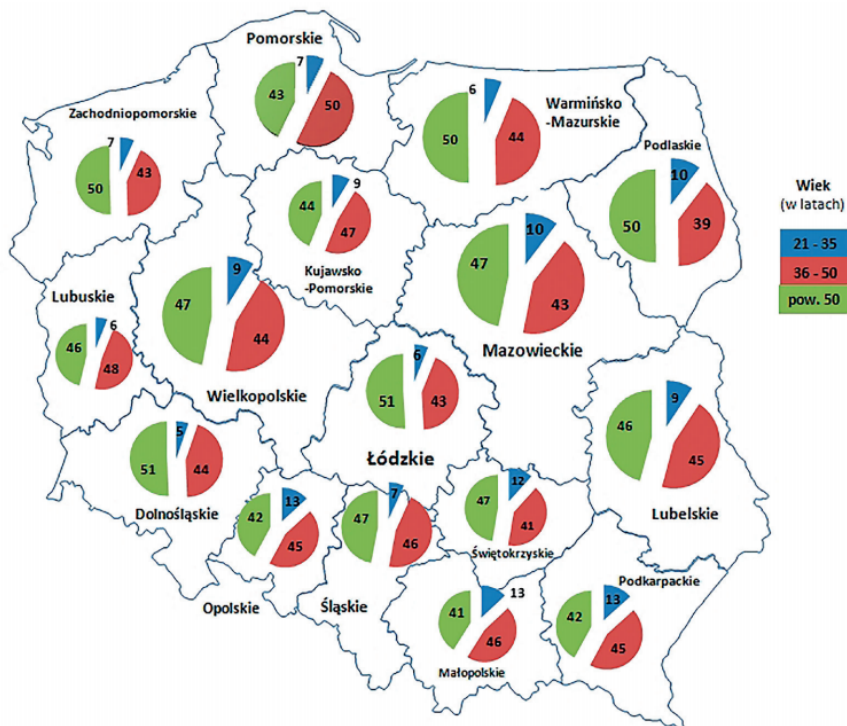 Pomorskie
7
43
50
Zachodniopomorskie
7
50
43
6
Warmińsko
-Mazurskie
50
44
Podlaskie
10
50
39
Wiek
(w latach)
21 - 35
36 - 50
pow. 50
9
44
47
Kujawsko
-Pomorskie
10
47
43
Mazowieckie
Lubuskie
6
46
48
9
47
44
Wielkopolskie
6
51
43
Łódzkie
9
46
45
Lubelskie
5
51
44
Dolnośląskie
13
42
45
Opolskie
7
47
46
Śląskie
12
47
41
Świętokrzyskie
13
41
46
Małopolskie
Podkarpackie
13
42
45